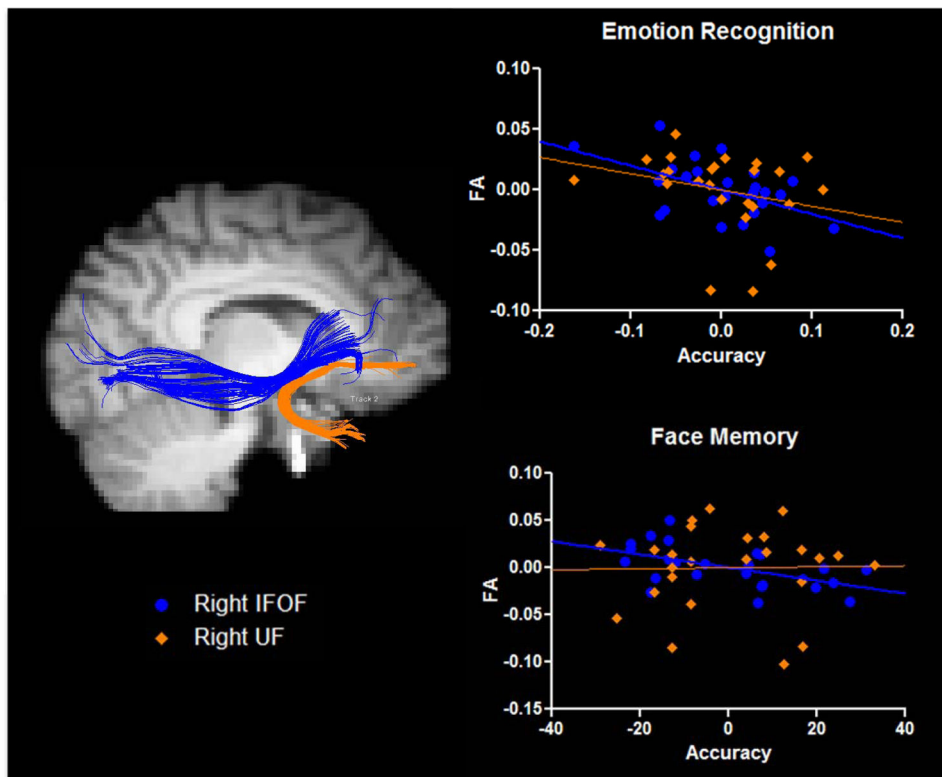 Emotion Recognition
0.10
0.05
0.00
-0.05
-0.10
FA
-0.2
-0.1
0.0
0.1
0.2
Accuracy
Track 2
Right IFOF
Right UF
Face Memory
0.10
0.05
0.00
-0.05
-0.10
-0.15
FA
-40
-20
0
20
40
Accuracy